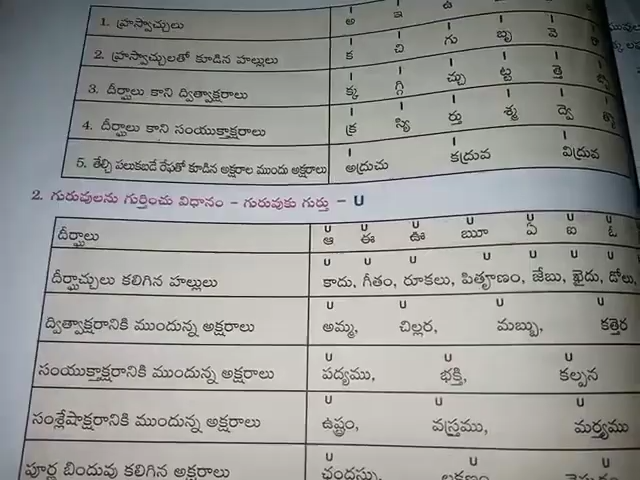 1. హ్రస్వాచ్చులు అ ఇ ఉ
2. హ్రస్వాచ్చులతో కూడిన హల్లులు క చి గు బృ వె
3. దీర్ఘాలు కాని ద్విత్వాక్షరాలు క్క గ్గి చ్చు ట్ట త్తె
4. దీర్ఘాలు కాని సంయుక్తాక్షరాలు క్ర స్యి ర్తు శ్మ ద్వె
5. తేల్చి పలుకబడే రేఫతో కూడిన అక్షరాల ముందు అక్షరాలు అద్రుచు కద్రువ విద్రువ
2. గురువులను గుర్తించు విధానం - గురువుకు గుర్తు - U
U U U U U U U
దీర్ఘాలు ఆ ఈ ఊ ౠ ఏ ఐ ఓ
U U U U U U U
దీర్ఘాచ్చులు కలిగిన హల్లులు కాదు, గీతం, రూకలు, పితౄణం, జేబు, ఖైదు, డోలు,
U U U U
ద్విత్వాక్షరానికి ముందున్న అక్షరాలు అమ్మ, చిల్లర, మబ్బు, కత్తెర
U U U
సంయుక్తాక్షరానికి ముందున్న అక్షరాలు పద్యము, భక్తి, కల్పన
U U U
సంశ్లేషాక్షరానికి ముందున్న అక్షరాలు ఉష్ట్రం, వస్త్రము, మర్త్యము
U U U
పూర్ణ బిందువు కలిగిన అక్షరాలు ఛందస్సు,